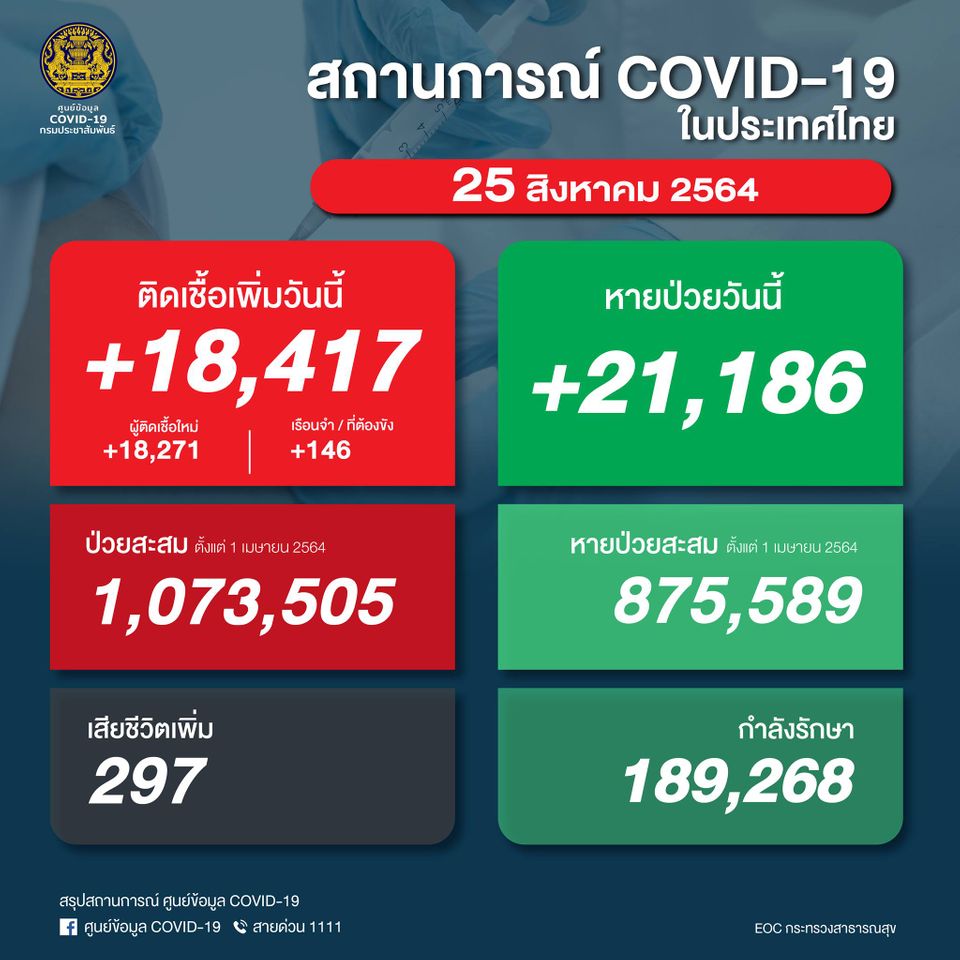 ศูนย์ข้อมูล
COVID-19
กรมประชาสัมพันธ์
สถานการณ์ COVID-19
ในประเทศไทย
25 สิงหาคม 2564
ติดเชื้อเพิ่มวันนี้
+18,417
ผู้ติดเชื้อใหม่
+18,271
เรือนจำ / ที่ต้องขัง
+146
หายป่วยวันนี้
+21,186
ป่วยสะสม ตั้งแต่ 1 เมษายน 2564
1,073,505
หายป่วยสะสม ตั้งแต่ 1 เมษายน 2564
875,589
เสียชีวิตเพิ่ม
297
กำลังรักษา
189,268
สรุปสถานการณ์ ศูนย์ข้อมูล COVID-19
ศูนย์ข้อมูล COVID-19 สายด่วน 1111
EOC กระทรวงสาธารณสุข